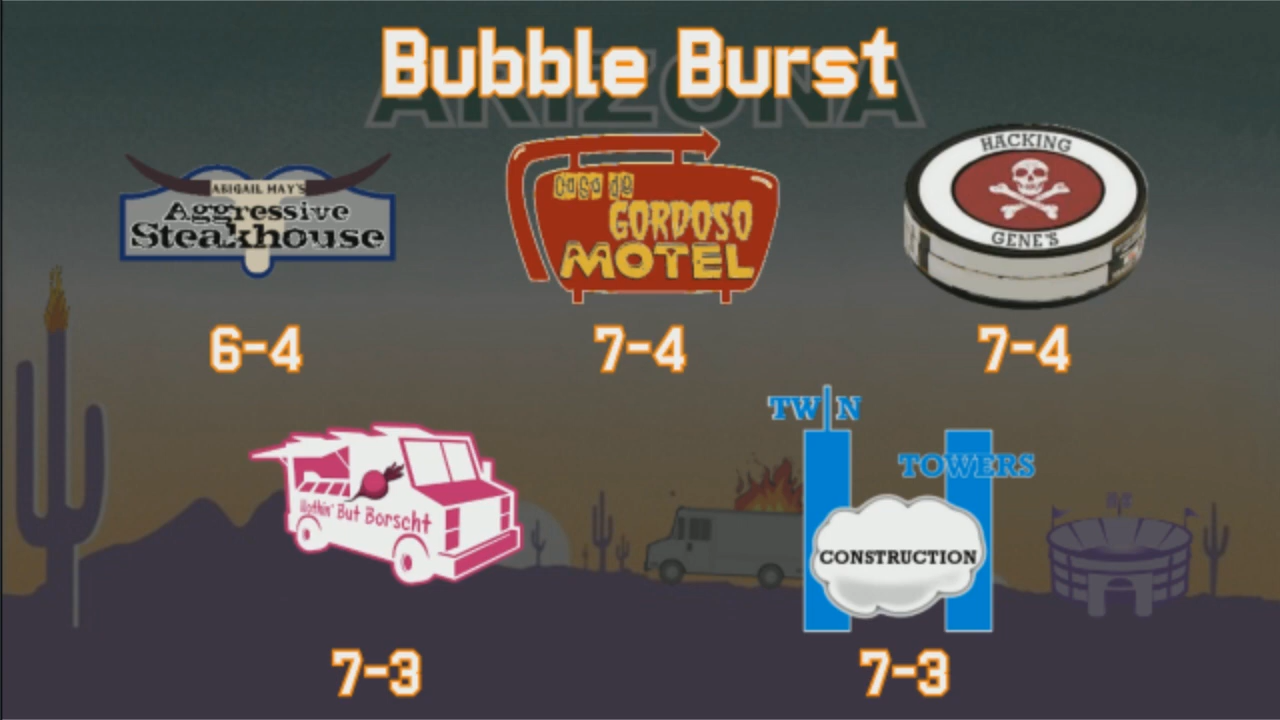 Bubble Burst
ARIZONA
ABIGAIL MAY'S
Aggressive
Steakhouse
Casa de
GORDOSO
MOTEL
HACKING
GENE'S
6-4
7-4
7-4
Nothin' But Borscht
TWIN
TOWERS
CONSTRUCTION
7-3
7-3